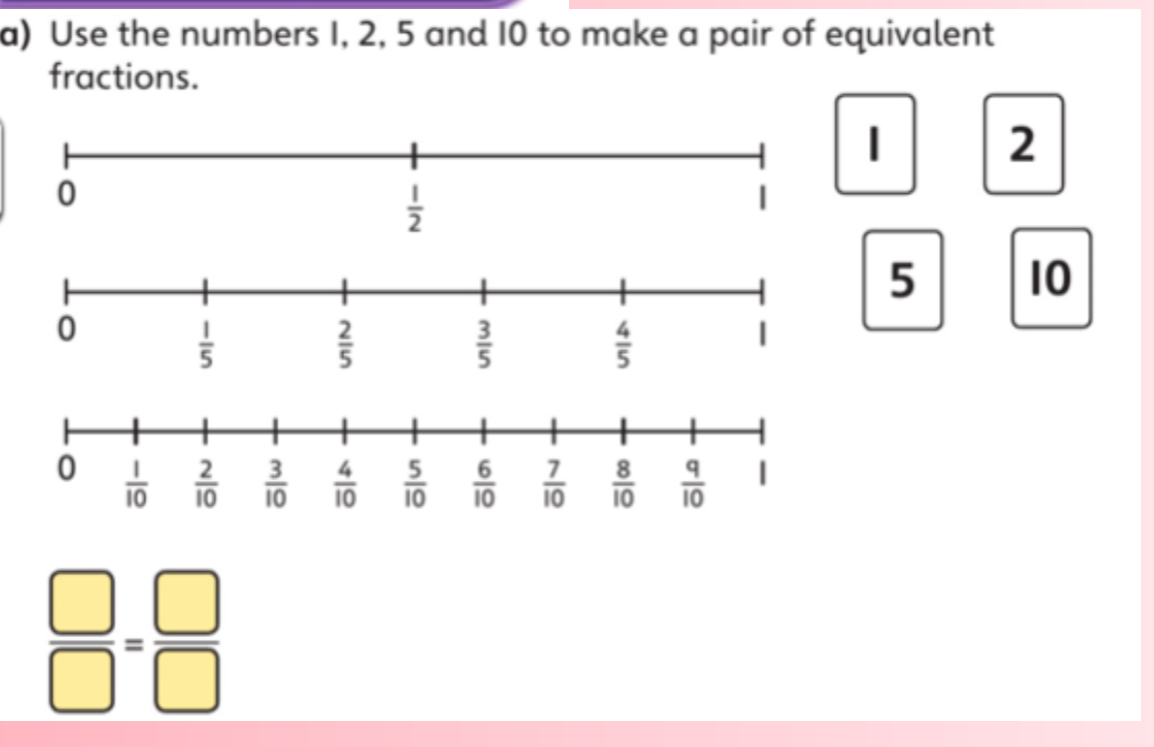 a) Use the numbers 1, 2, 5 and 10 to make a pair of equivalent
fractions.
1 2
0 1/2 1
5 10
0 1/5 2/5 3/5 4/5 1
0 1/10 2/10 3/10 4/10 5/10 6/10 7/10 8/10 9/10 1
=